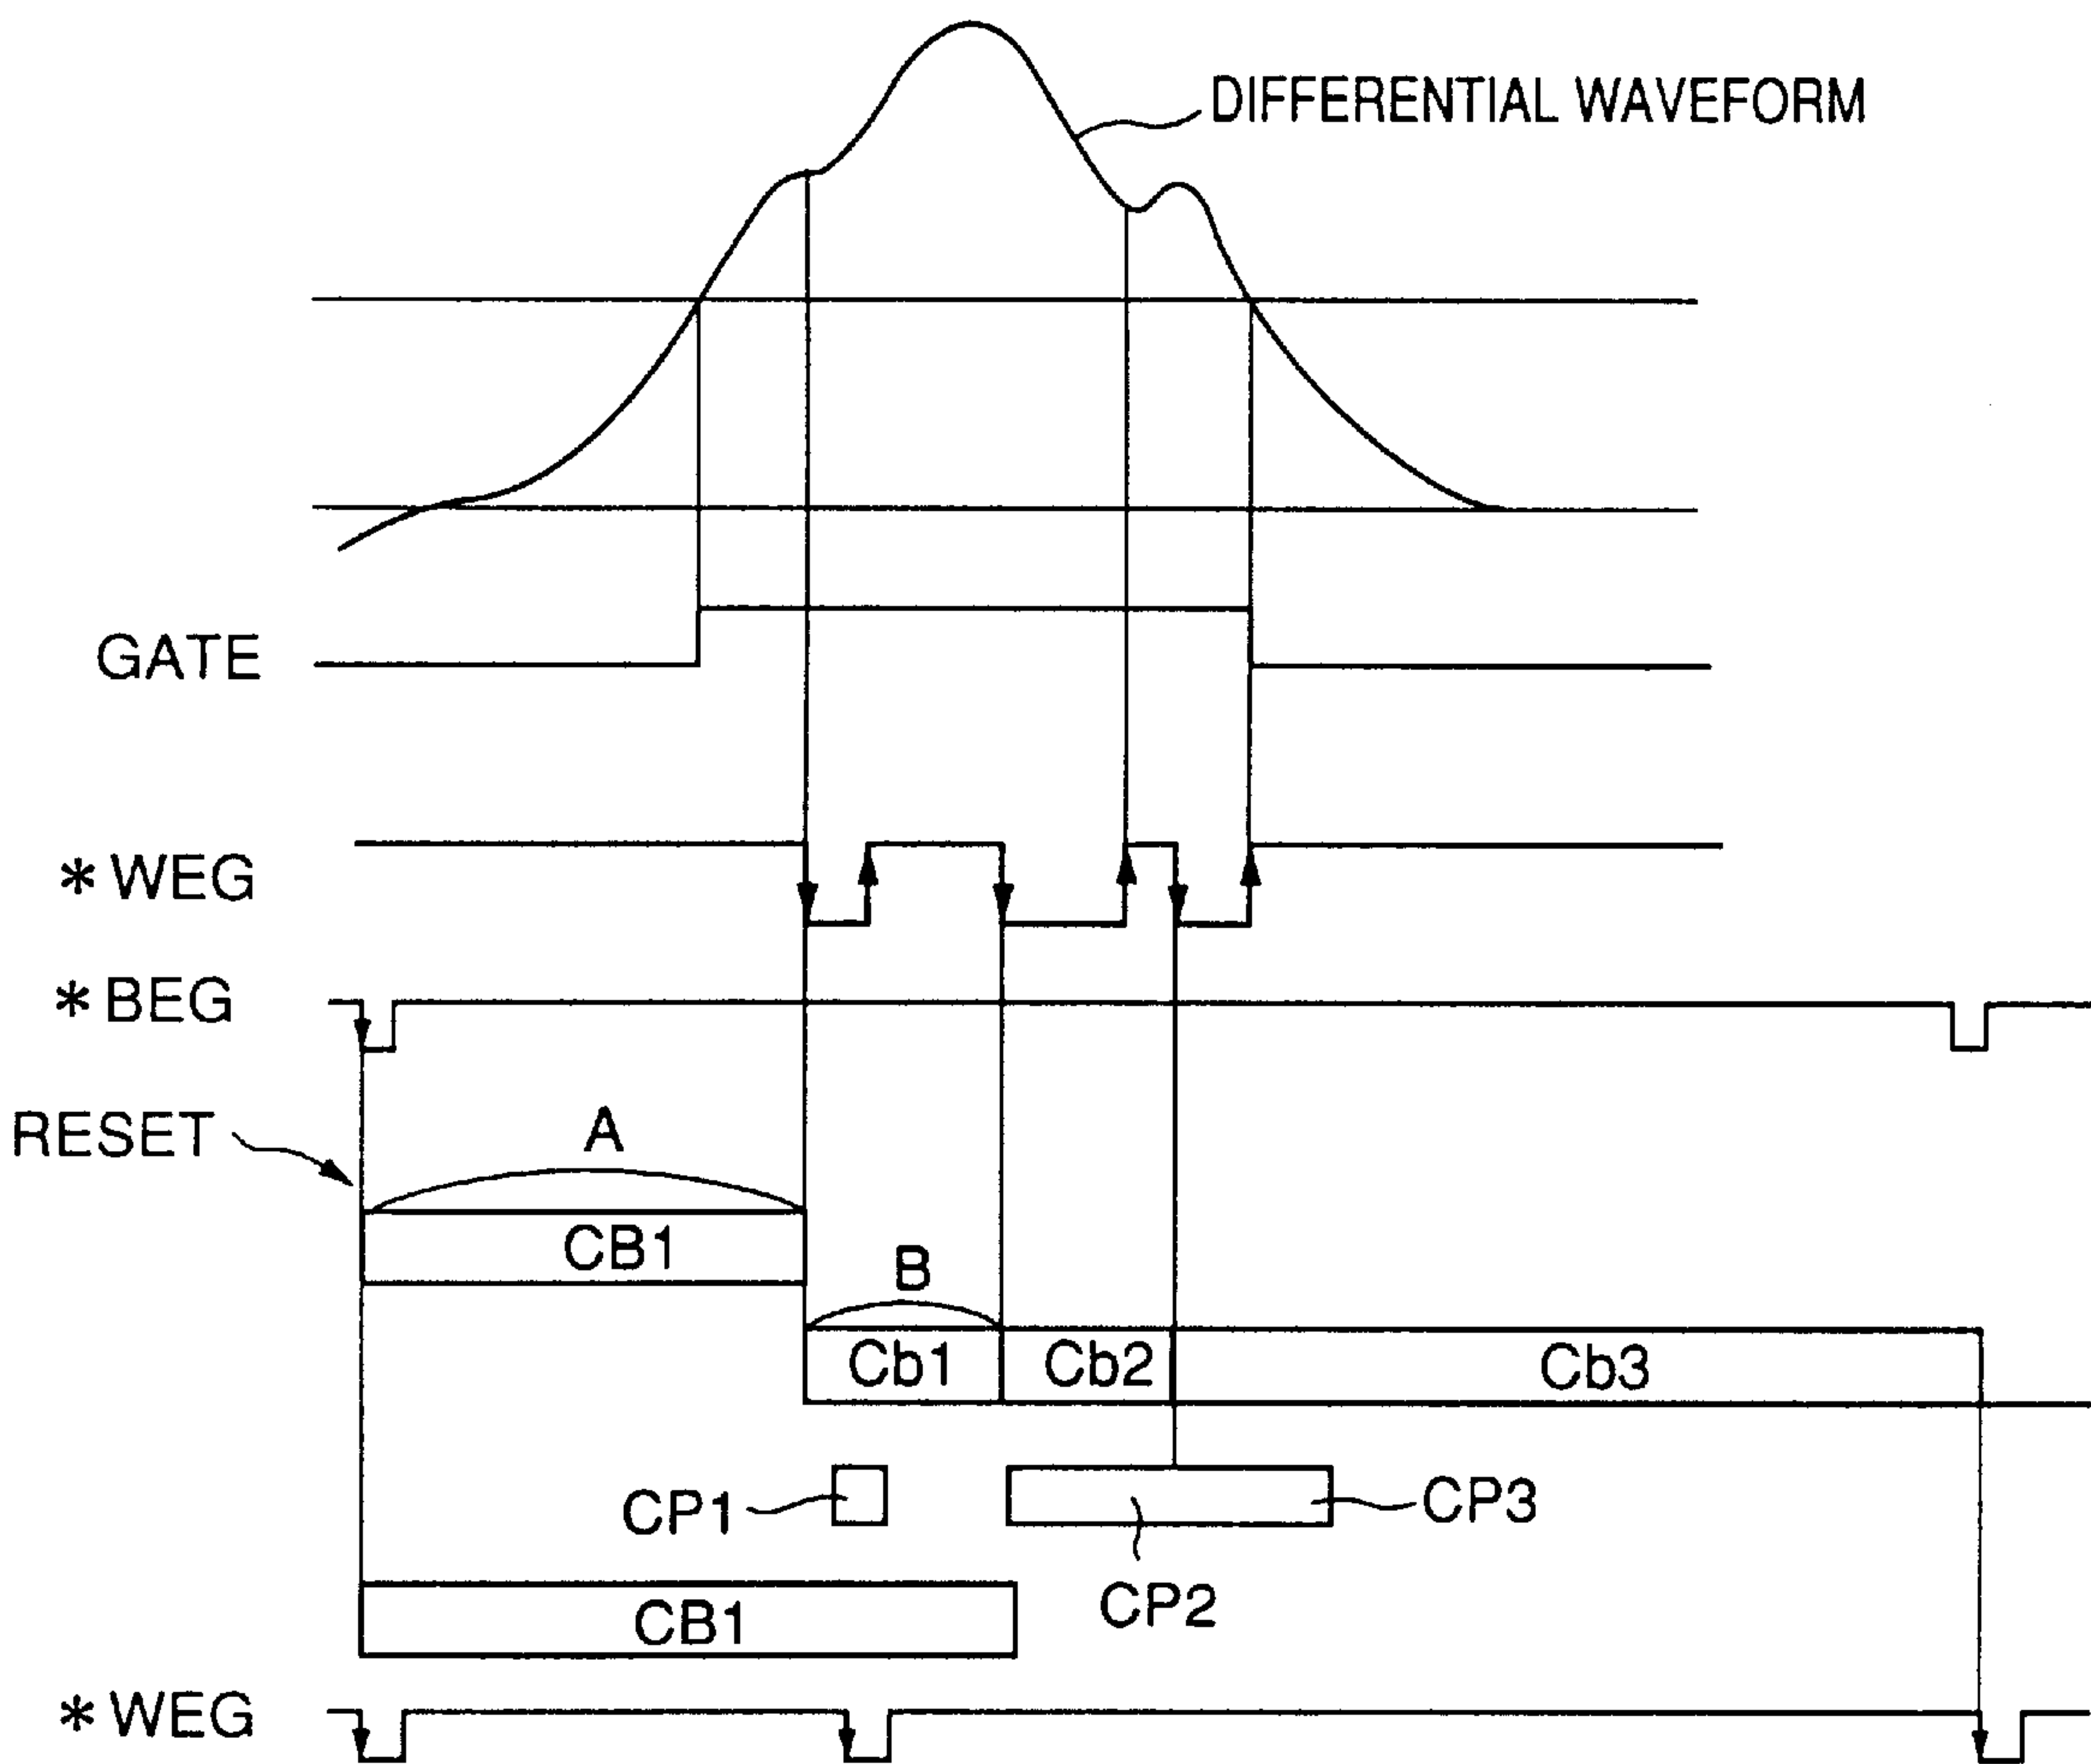 DIFFERENTIAL WAVEFORM
GATE
*WEG
*BEG
RESET
A
CB1
B
Cb1
Cb2
Cb3
CP1
CP3
CP2
CB1
*WEG